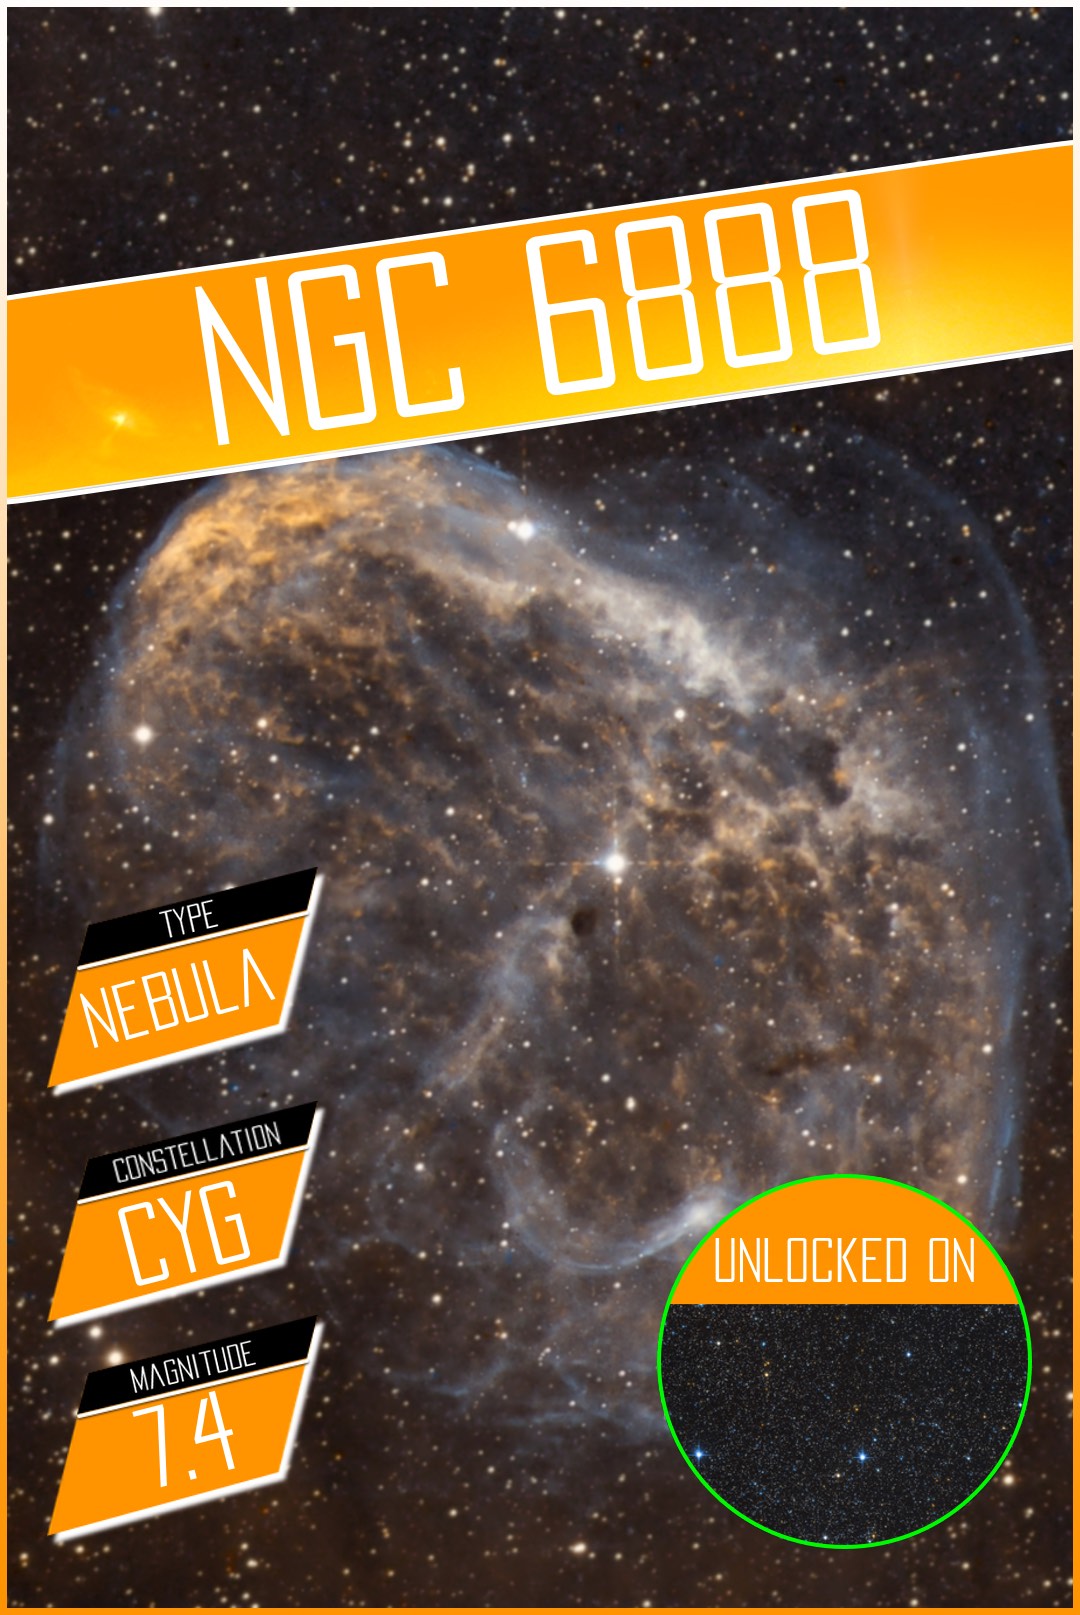 NGC 6888
TYPE
NEBULA
CONSTELLATION
CYG
MAGNITUDE
7.4
UNLOCKED ON